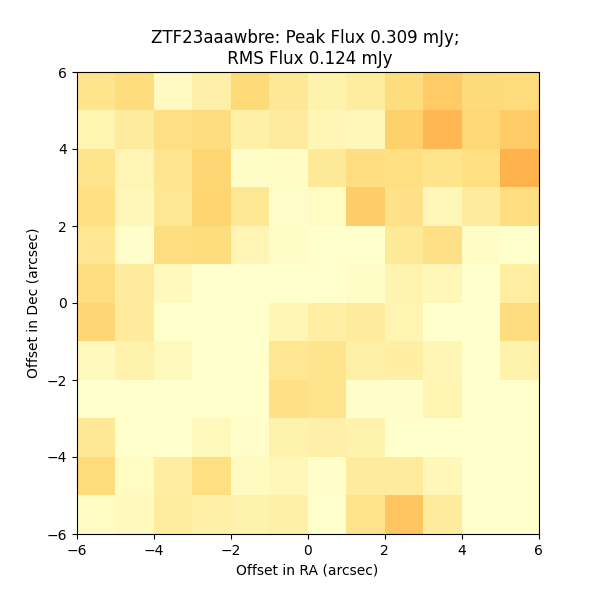 ZTF23aaawbre: Peak Flux 0.309 mJy;
RMS Flux 0.124 mJy
6
4
2
0
−2
−4
−6
Offset in Dec (arcsec)
−6 −4 −2 0 2 4 6
Offset in RA (arcsec)